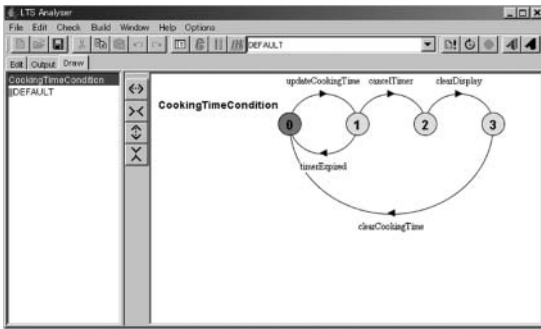 LTS Analyser
File Edit Check Build Window Help Options
DEFAULT
Edit Output Draw
CookingTimeCondition
||DEFAULT
updateCookingTime cancelTimer clearDisplay
CookingTimeCondition
0 1 2 3
timerExpired
clearCookingTime